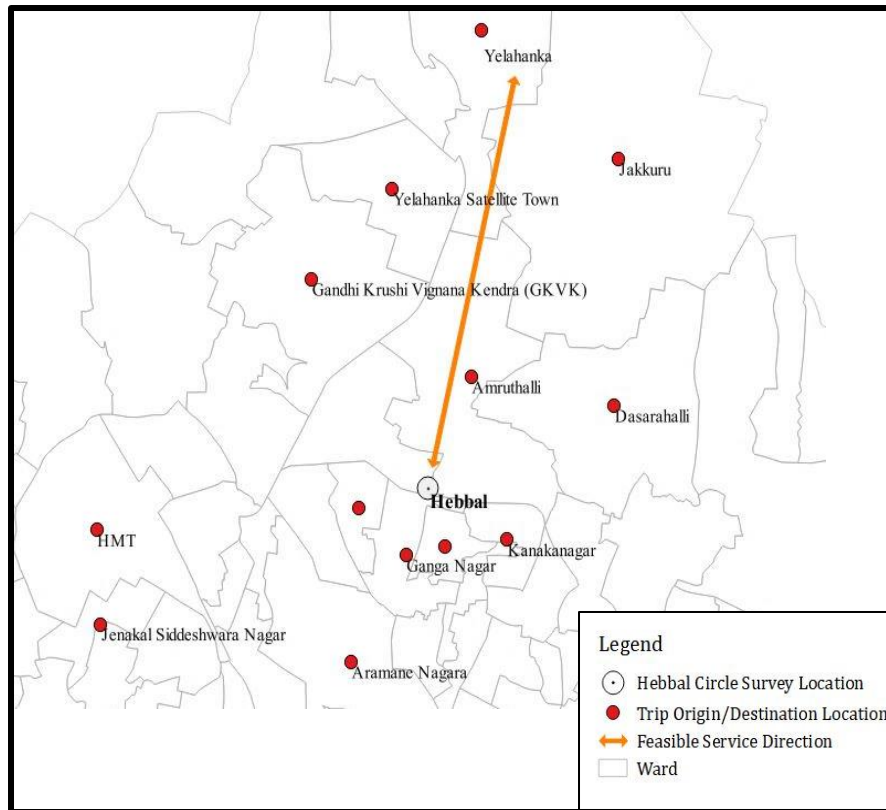 Yelahanka
Jakkuru
Yelahanka Satellite Town
Gandhi Krushi Vignana Kendra (GKVK)
Amruthalli
Dasarahalli
Hebbal
HMT
Kanakanagar
Ganga Nagar
Jenakal Siddeshwara Nagar
Aramane Nagara
Legend
Hebbal Circle Survey Location
Trip Origin/Destination Location
Feasible Service Direction
Ward